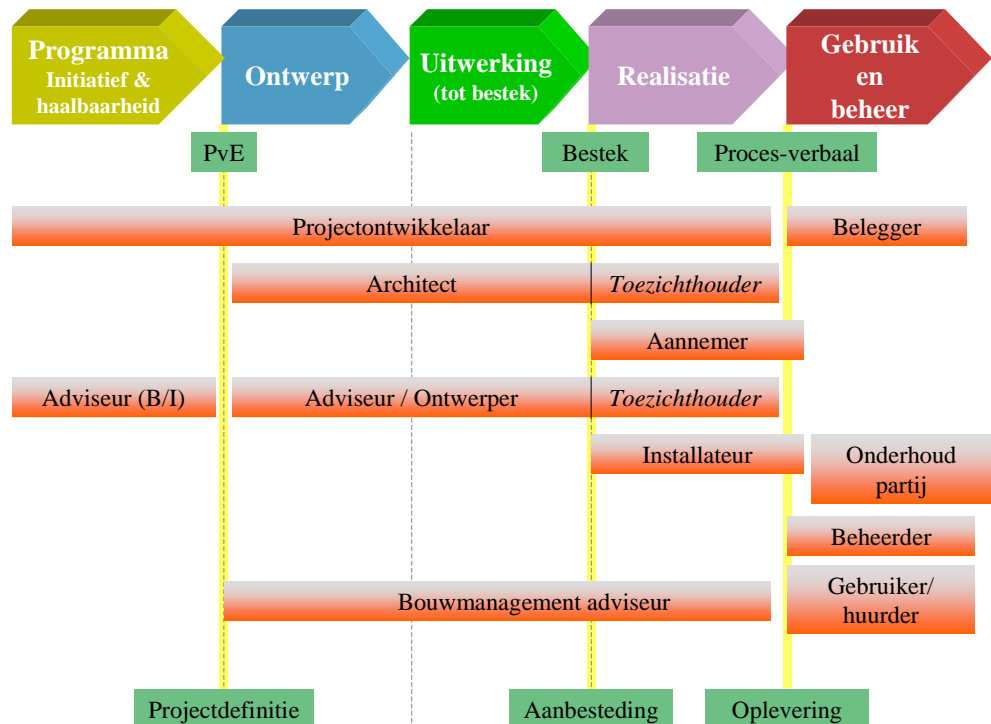 Programma
Initiatief &
haalbaarheid
Ontwerp
Uitwerking
(tot bestek)
Realisatie
Gebruik
en
beheer
PvE
Bestek
Proces-verbaal
Projectontwikkelaar
Belegger
Architect
Toezichthouder
Aannemer
Adviseur (B/I)
Adviseur / Ontwerper
Toezichthouder
Installateur
Onderhoud
partij
Beheerder
Bouwmanagement adviseur
Gebruiker/
huurder
Projectdefinitie
Aanbesteding
Oplevering